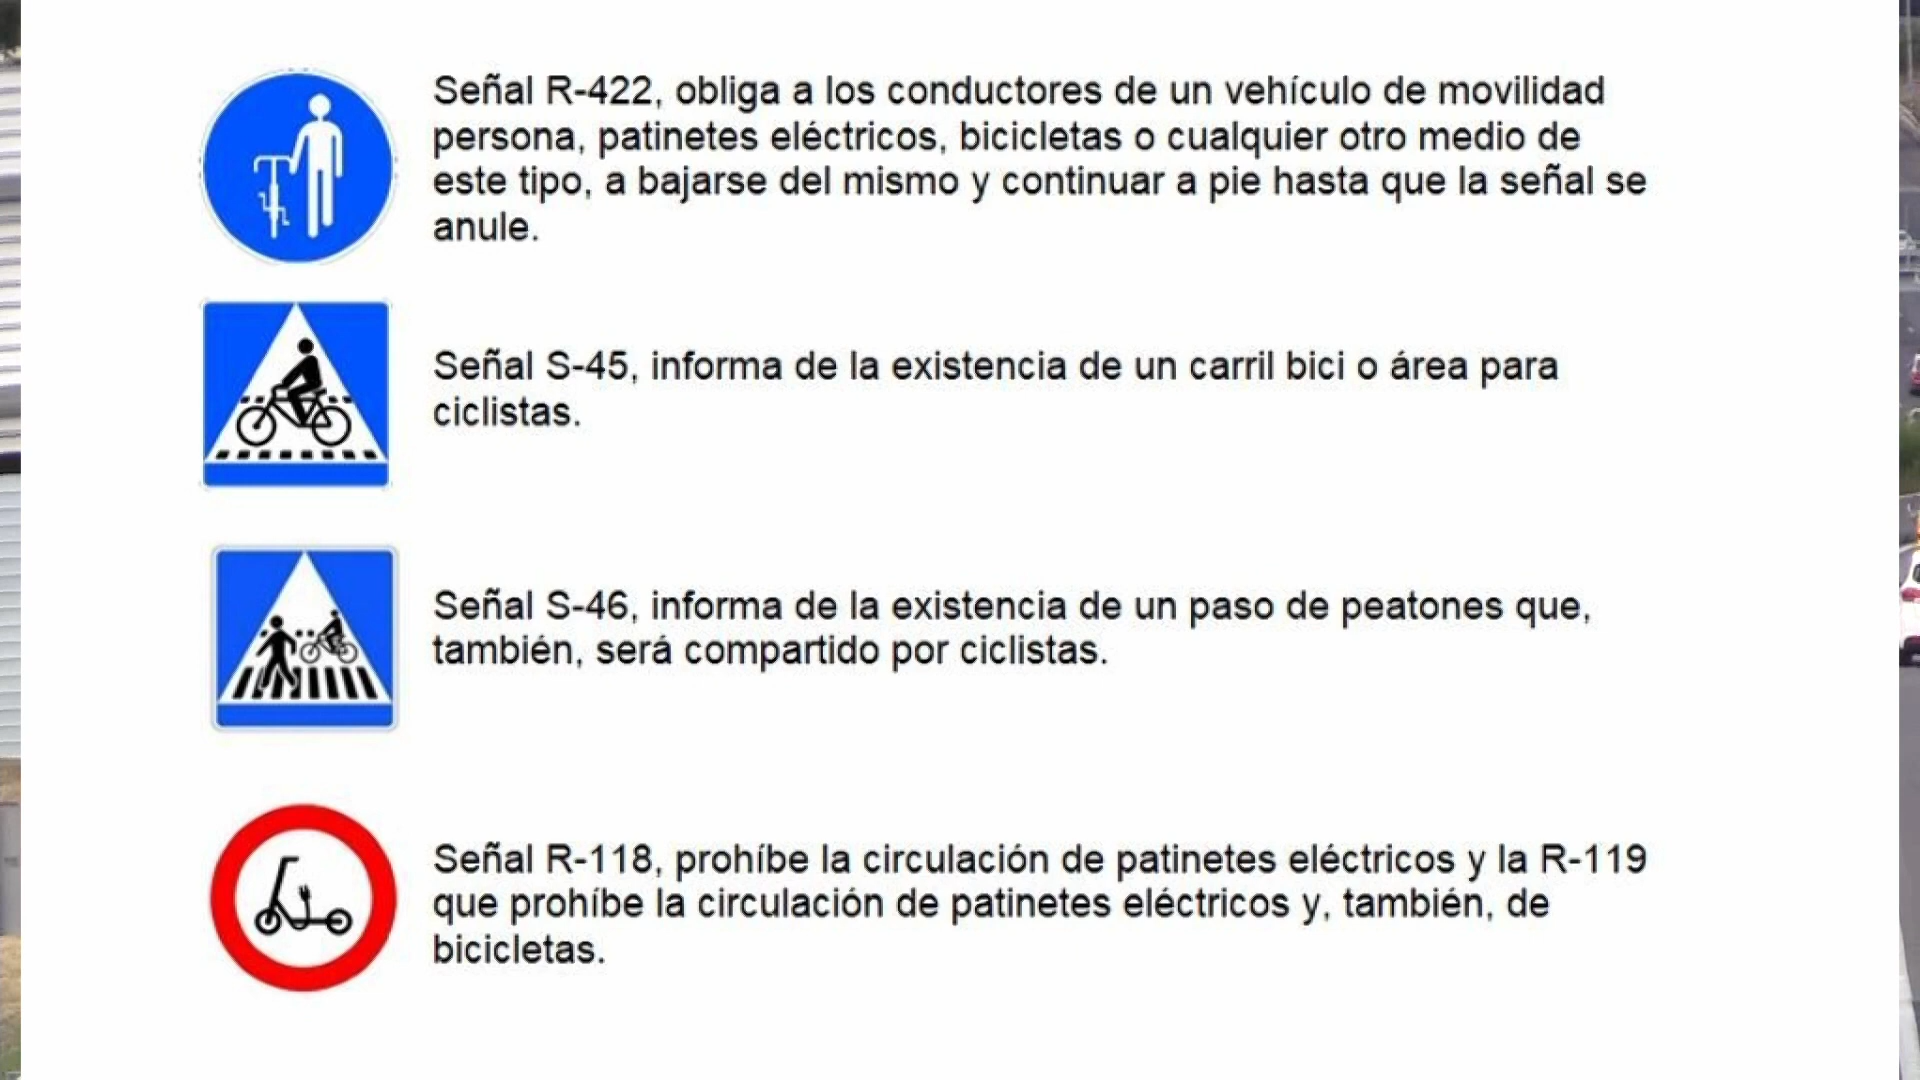 Señal R-422, obliga a los conductores de un vehículo de movilidad
persona, patinetes eléctricos, bicicletas o cualquier otro medio de
este tipo, a bajarse del mismo y continuar a pie hasta que la señal se
anule.
Señal S-45, informa de la existencia de un carril bici o área para
ciclistas.
Señal S-46, informa de la existencia de un paso de peatones que,
también, será compartido por ciclistas.
Señal R-118, prohíbe la circulación de patinetes eléctricos y la R-119
que prohíbe la circulación de patinetes eléctricos y, también, de
bicicletas.